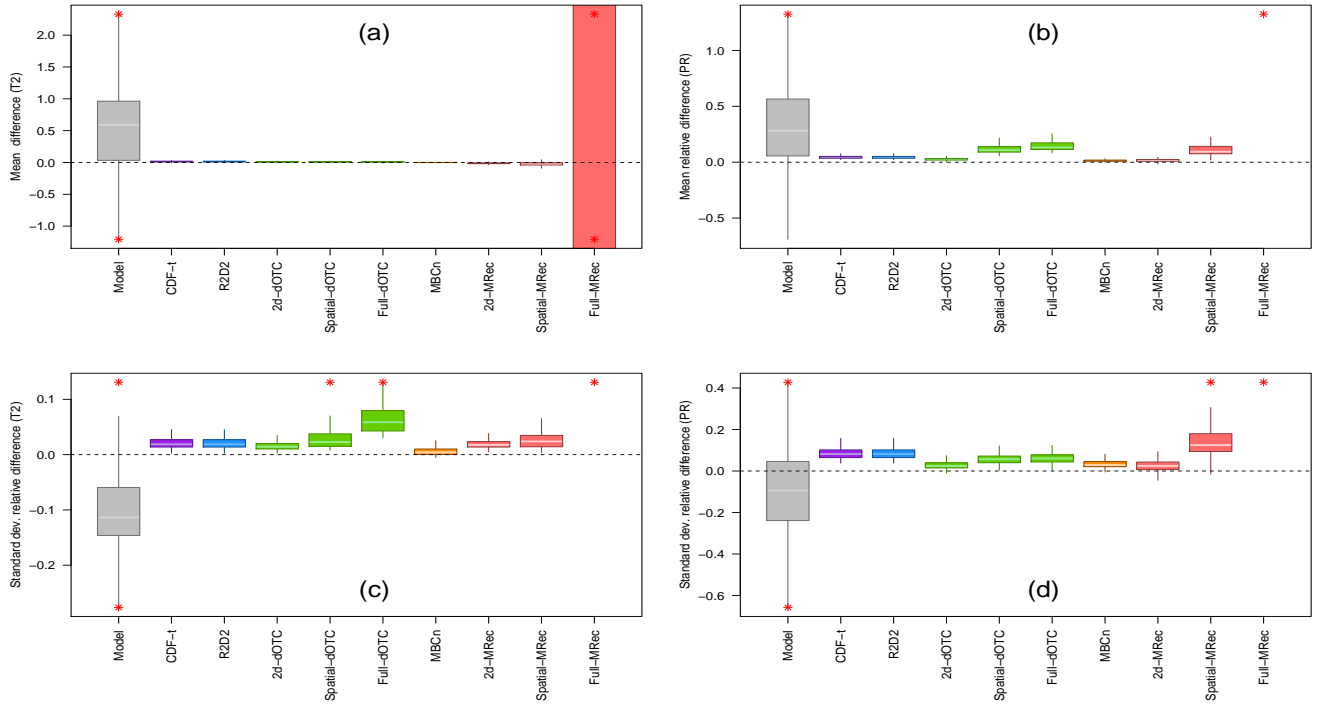 (a)
Mean  difference (T2)
2.0
1.5
1.0
0.5
0.0
−0.5
−1.0
Model
CDF−t
R2D2
2d−dOTC
Spatial−dOTC
Full−dOTC
MBCn
2d−MRec
Spatial−MRec
Full−MRec
(b)
Mean relative difference (PR)
1.0
0.5
0.0
−0.5
Model
CDF−t
R2D2
2d−dOTC
Spatial−dOTC
Full−dOTC
MBCn
2d−MRec
Spatial−MRec
Full−MRec
(c)
Standard dev. relative difference (T2)
0.1
0.0
−0.1
−0.2
Model
CDF−t
R2D2
2d−dOTC
Spatial−dOTC
Full−dOTC
MBCn
2d−MRec
Spatial−MRec
Full−MRec
(d)
Standard dev. relative difference (PR)
0.4
0.2
0.0
−0.2
−0.4
−0.6
Model
CDF−t
R2D2
2d−dOTC
Spatial−dOTC
Full−dOTC
MBCn
2d−MRec
Spatial−MRec
Full−MRec